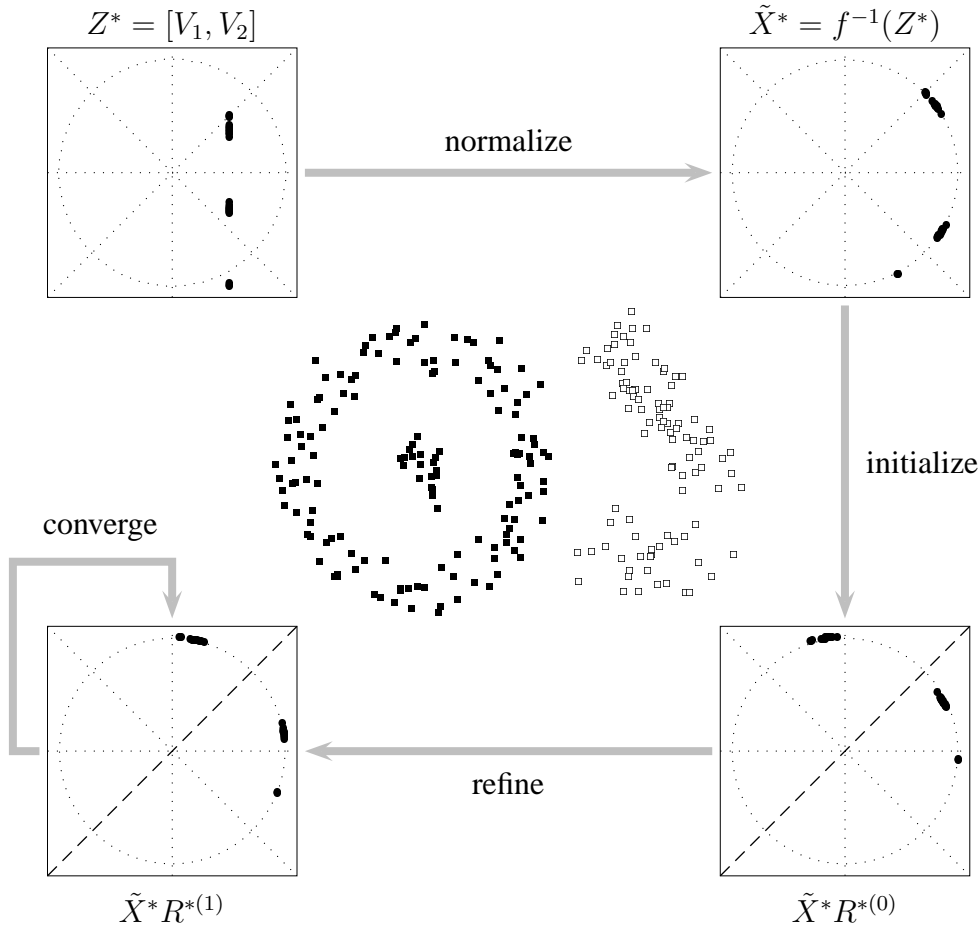 Z* = [V₁, V₂]
X̃* = f⁻¹(Z*)
normalize
initialize
converge
refine
X̃*R*⁽¹⁾
X̃*R*⁽⁰⁾